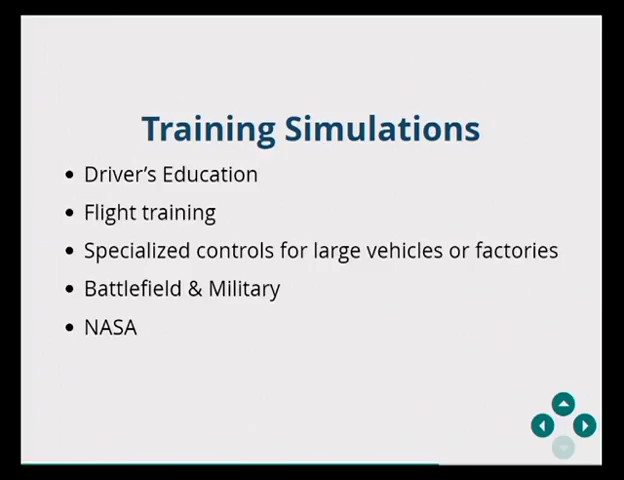 Training Simulations
Driver’s Education
Flight training
Specialized controls for large vehicles or factories
Battlefield & Military
NASA